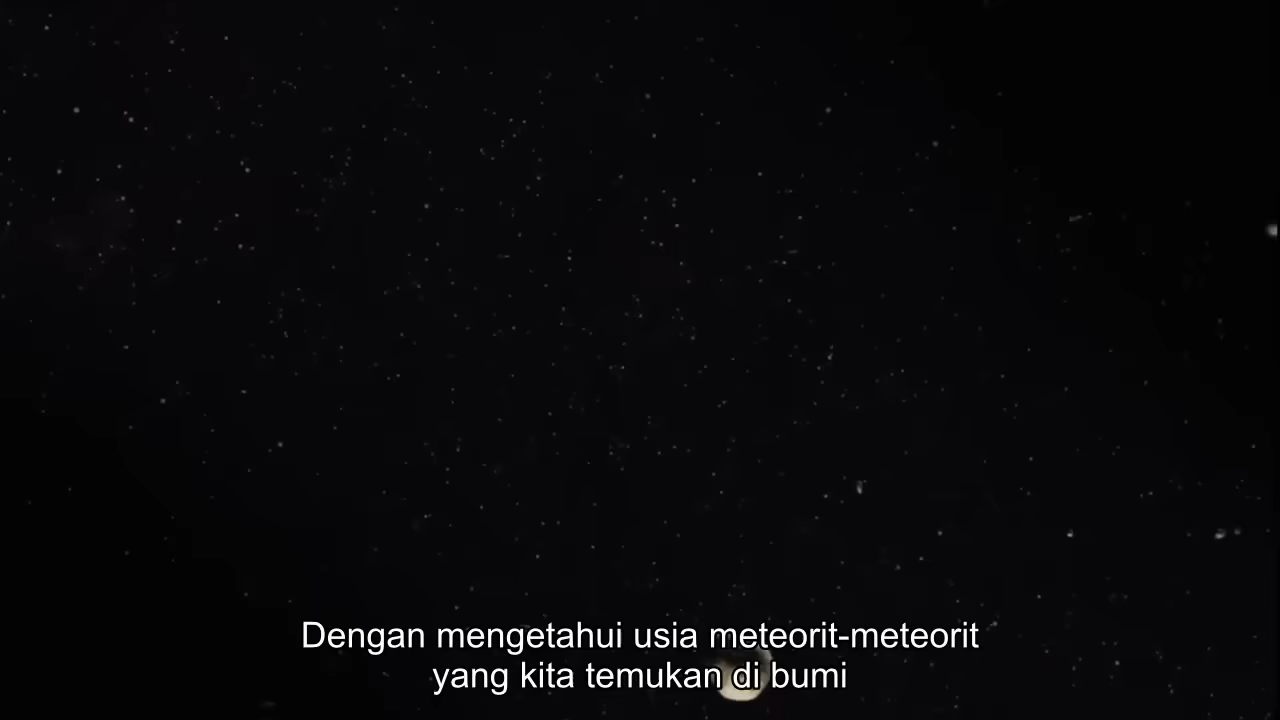 Dengan mengetahui usia meteorit-meteorit
yang kita temukan di bumi